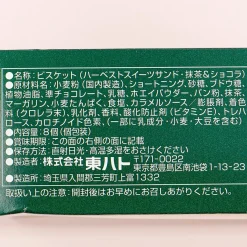 ●名称:ビスケット(ハーベストスイーツサンド・抹茶&ショコラ)
●原材料名:小麦粉(国内製造)、ショートニング、砂糖、ブドウ糖、
植物油脂、準チョコレート、乳糖、ホエイパウダー、パン粉、抹茶、
マーガリン、小麦たんぱく、食塩、カラメルソース/膨張剤、着色
料(クロレラ末)、乳化剤、香料、酸化防止剤(ビタミンE、トレハ
ロース、カロチノイド色素、(一部に乳成分・小麦・大豆を含む)
●内容量:8個(個包装)
●賞味期限:この面の右側の面に記載
●保存方法:直射日光・高温多湿をおさけください
●製造者:株式会社東ハト 〒171-0022
東京都豊島区南池袋1-13-23
●製造所:埼玉県入間郡三芳町上富1336
取扱い上の注意:開封後はお早めにお召し上がりください。